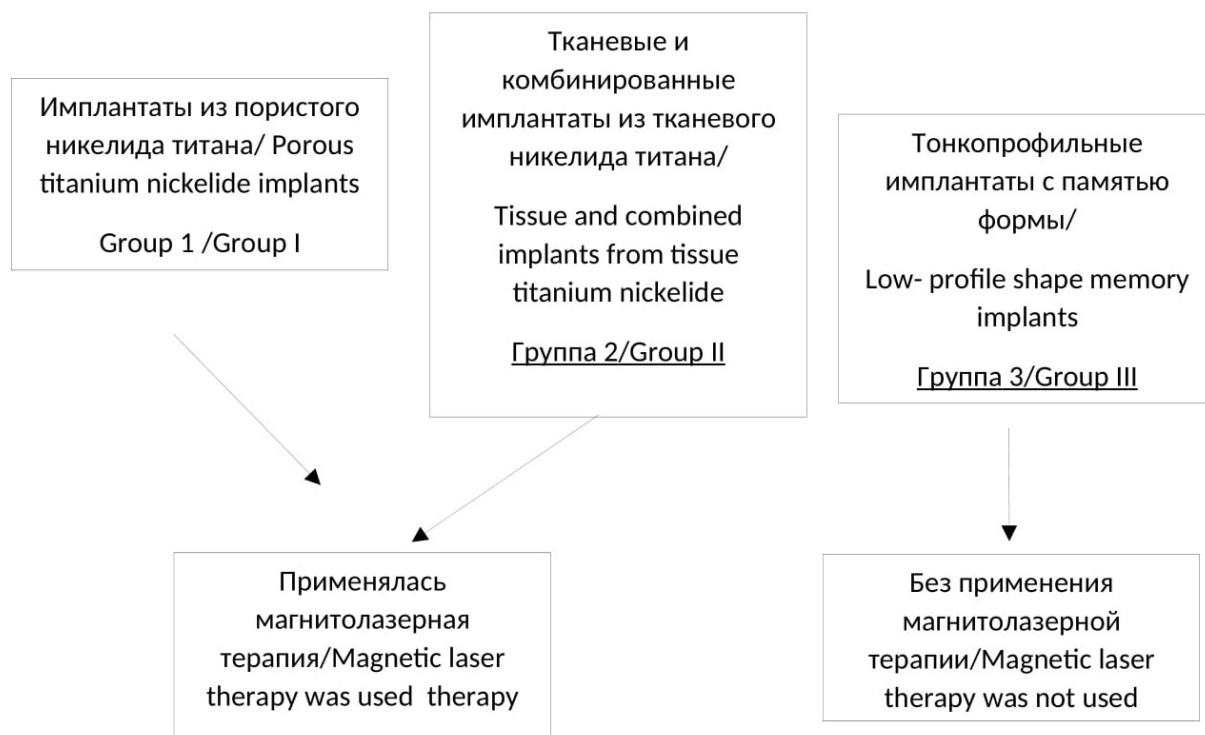 Имплантаты из пористого
никелида титана/ Porous
titanium nickelide implants
Group 1 /Group I
Тканевые и
комбинированные
имплантаты из тканевого
никелида титана/
Tissue and combined
implants from tissue
titanium nickelide
Группа 2/Group II
Тонкопрофильные
имплантаты с памятью
формы/
Low- profile shape memory
implants
Группа 3/Group III
Применялась
магнитолазерная
терапия/Magnetic laser
therapy was used therapy
Без применения
магнитолазерной
терапии/Magnetic laser
therapy was not used